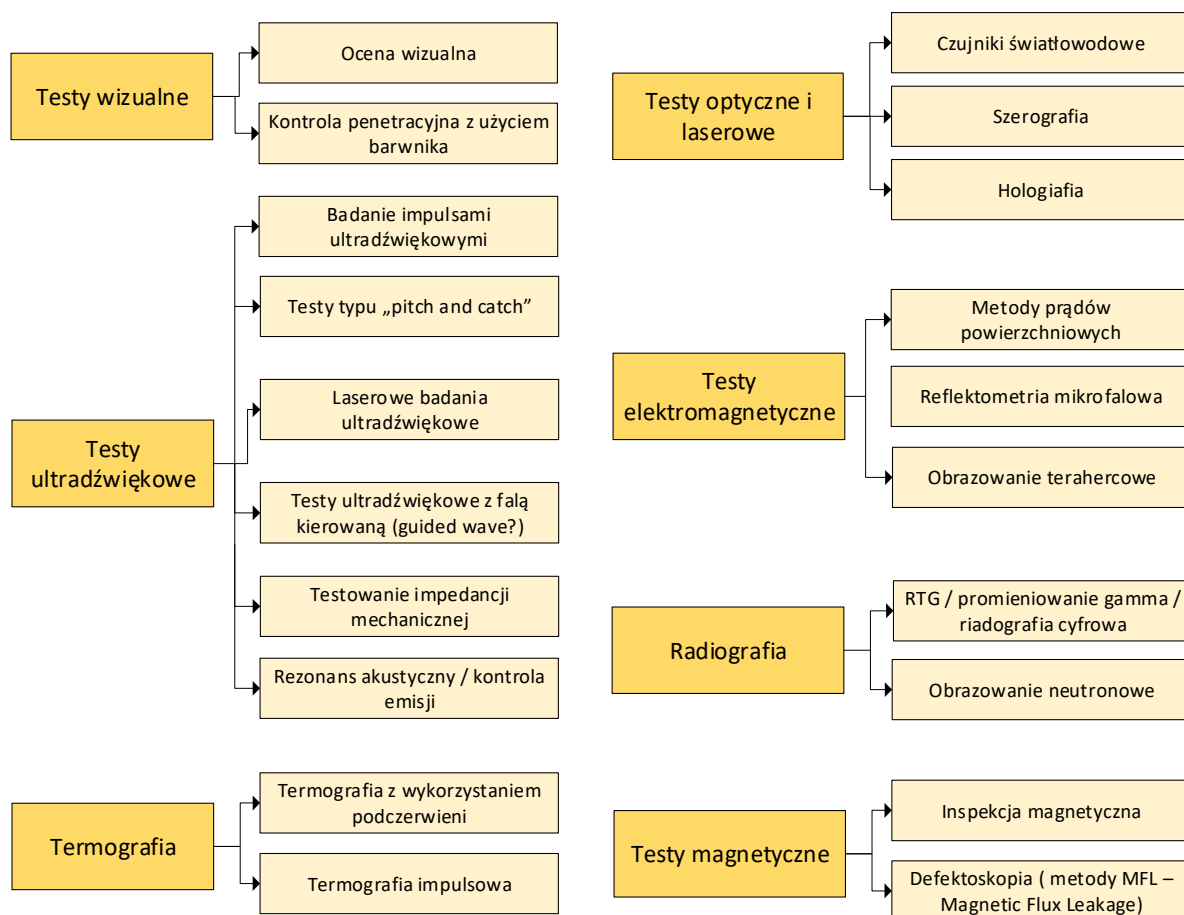 Testy wizualne
Ocena wizualna
Kontrola penetracyjna z użyciem
barwnika
Testy
ultradźwiękowe
Badanie impulsami
ultradźwiękowymi
Testy typu „pitch and catch”
Laserowe badania
ultradźwiękowe
Testy ultradźwiękowe z falą
kierowaną (guided wave?)
Testowanie impedancji
mechanicznej
Rezonans akustyczny / kontrola
emisji
Termografia
Termografia z wykorzystaniem
podczerwieni
Termografia impulsowa
Testy optyczne i
laserowe
Czujniki światłowodowe
Szerografia
Hologiafia
Testy
elektromagnetyczne
Metody prądów
powierzchniowych
Reflektometria mikrofalowa
Obrazowanie terahercowe
Radiografia
RTG / promieniowanie gamma /
riadografia cyfrowa
Obrazowanie neutronowe
Testy magnetyczne
Inspekcja magnetyczna
Defektoskopia ( metody MFL –
Magnetic Flux Leakage)